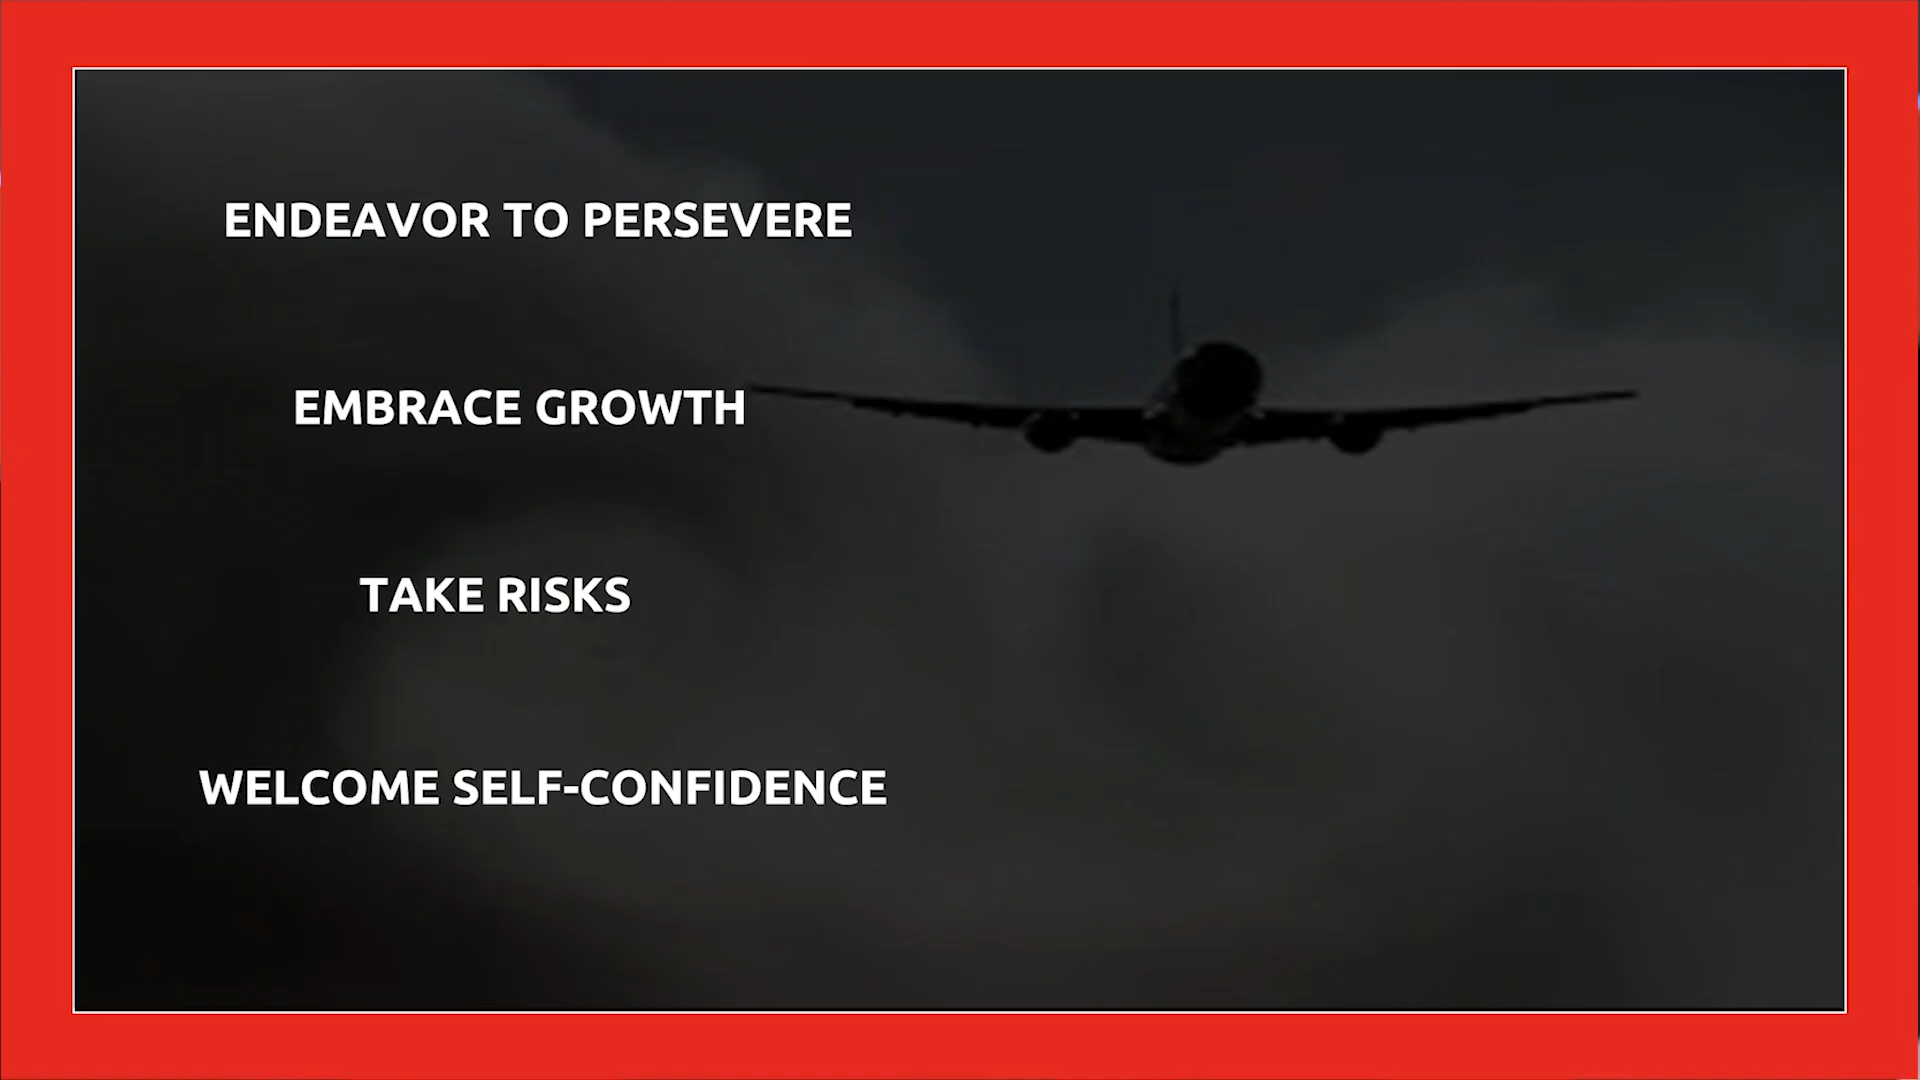 ENDEAVOR TO PERSEVERE
EMBRACE GROWTH
TAKE RISKS
WELCOME SELF-CONFIDENCE